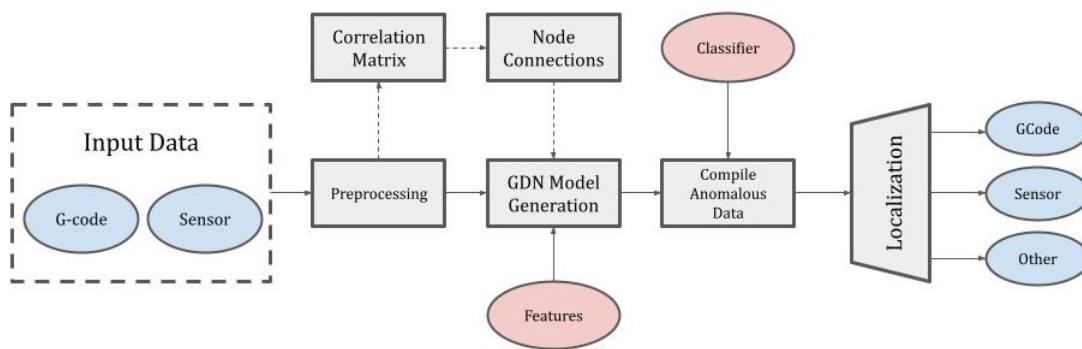 Correlation
Matrix
Node
Connections
Classifier
Input Data
G-code
Sensor
Preprocessing
GDN Model
Generation
Compile
Anomalous
Data
Localization
GCode
Sensor
Other
Features